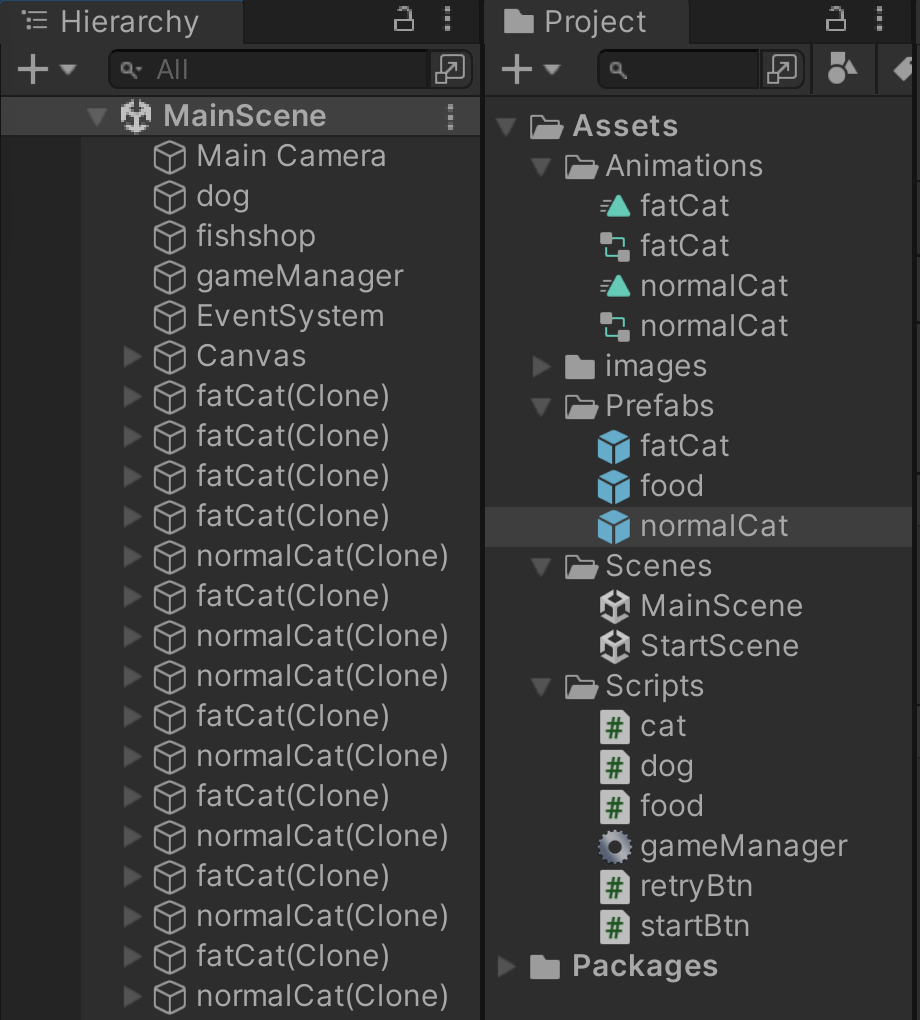 Hierarchy
All
MainScene
Main Camera
dog
fishshop
gameManager
EventSystem
Canvas
fatCat(Clone)
fatCat(Clone)
fatCat(Clone)
fatCat(Clone)
normalCat(Clone)
fatCat(Clone)
normalCat(Clone)
normalCat(Clone)
fatCat(Clone)
normalCat(Clone)
fatCat(Clone)
normalCat(Clone)
fatCat(Clone)
normalCat(Clone)
fatCat(Clone)
normalCat(Clone)
Project
Assets
Animations
fatCat
fatCat
normalCat
normalCat
images
Prefabs
fatCat
food
normalCat
Scenes
MainScene
StartScene
Scripts
# cat
# dog
# food
gameManager
# retryBtn
# startBtn
Packages